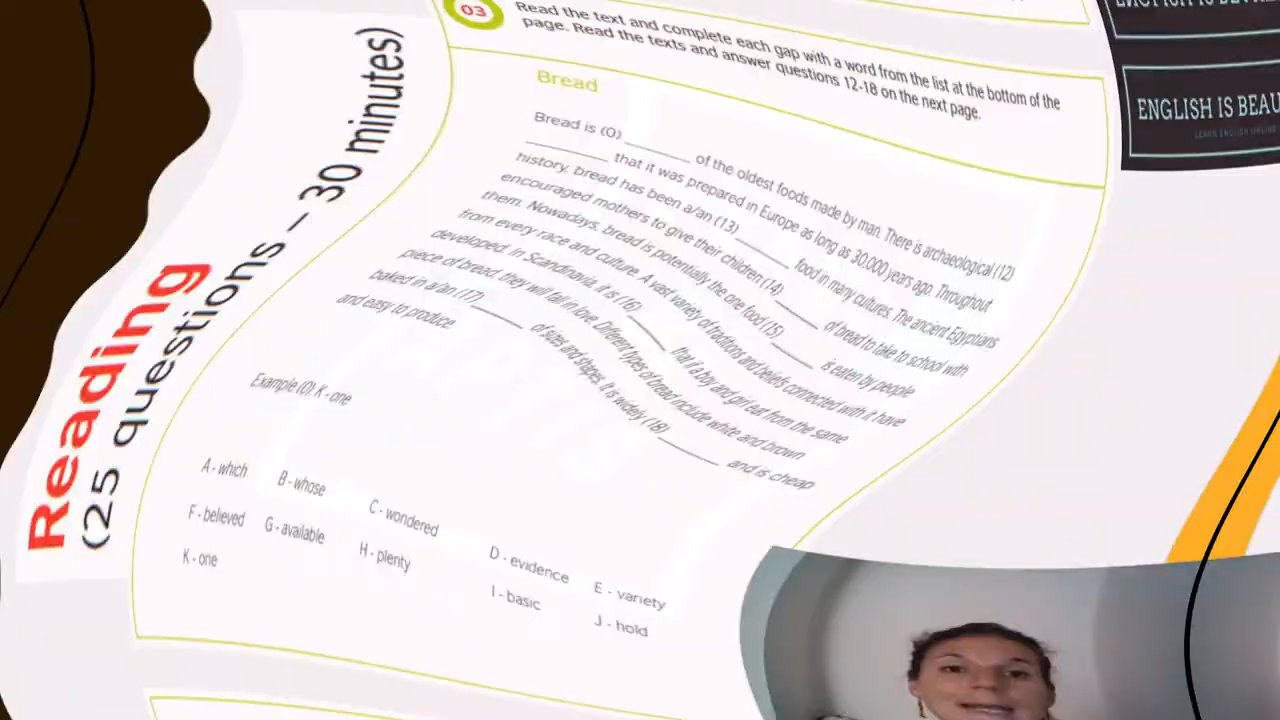 03
Read the text and complete each gap with a word from the list at the bottom of the
page. Read the texts and answer questions 12-18 on the next page.
Reading
(25 questions – 30 minutes)
Bread
Bread is (0) ________ of the oldest foods made by man. There is archaeological (12)
________ that it was prepared in Europe as long as 30.000 years ago. Throughout
history, bread has been a/an (13) ______ food in many cultures. The ancient Egyptians
encouraged mothers to give their children (14) ______ of bread to take to school with
them. Nowadays, bread is potentially the one food (15) ______ is eaten by people
from every race and culture. A vast variety of traditions and beliefs connected with it have
developed. In Scandinavia, it is (16) ______ that if a boy and girl eat from the same
piece of bread, they will fall in love. Different types of bread include white and brown
baked in a/an (17) ______ of sizes and shapes. It is widely (18) ______ and is cheap
and easy to produce
Example (0) K - one
A - which B - whose C - wondered D - evidence E - variety
F - believed G - available H - plenty I - basic J - hold
K - one
ENGLISH IS BEAU
LEARN ENGLISH ONLINE